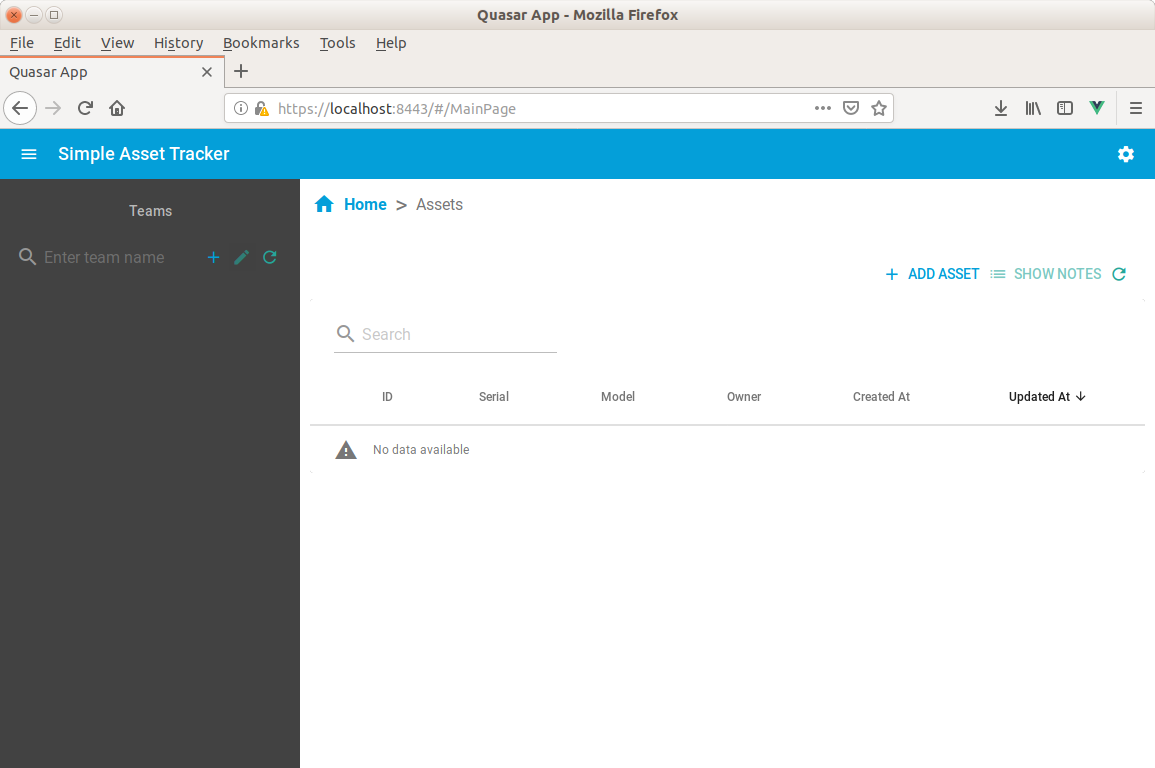 Quasar App - Mozilla Firefox
File Edit View History Bookmarks Tools Help
Quasar App
https://localhost:8443/#/MainPage
Simple Asset Tracker
Teams
Home > Assets
Enter team name
ADD ASSET SHOW NOTES
Search
ID Serial Model Owner Created At Updated At
No data available